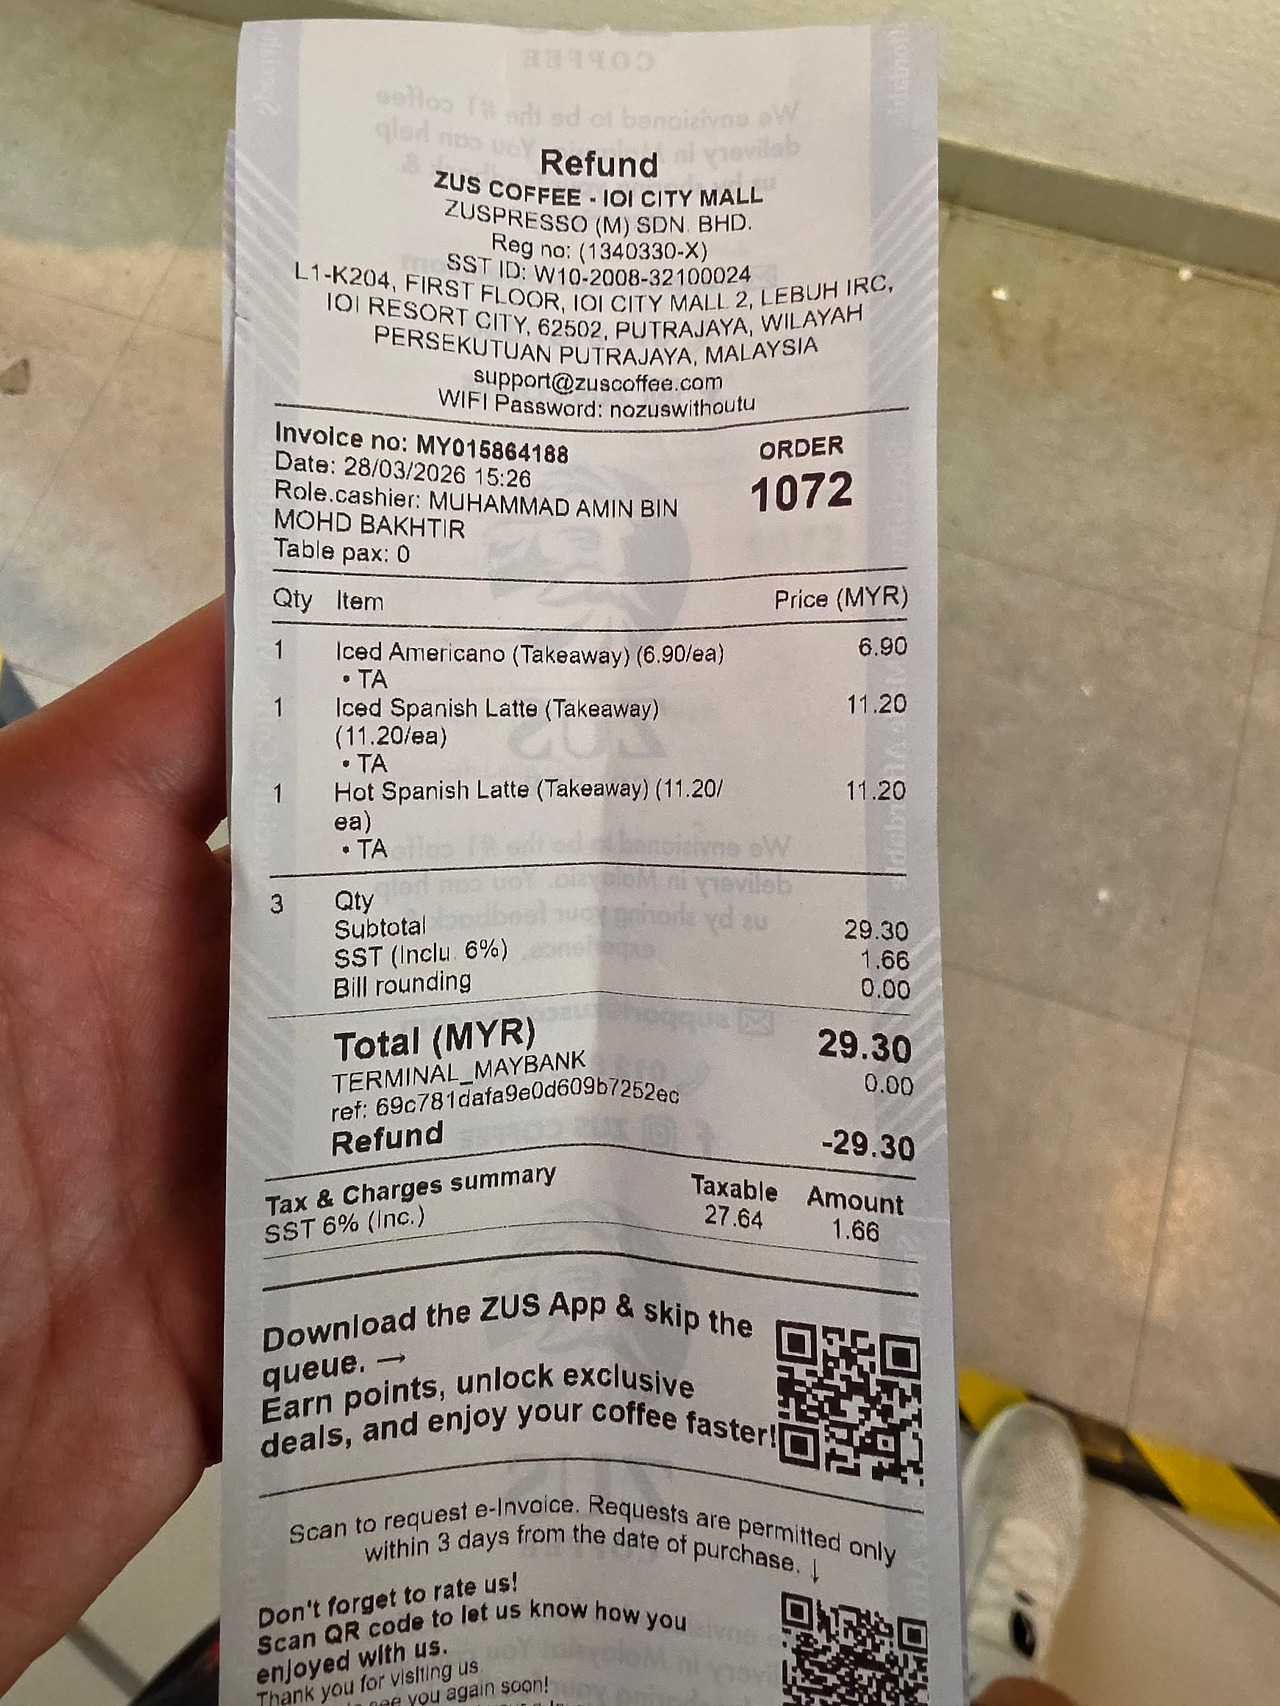 Refund
ZUS COFFEE - IOI CITY MALL
ZUSPRESSO (M) SDN. BHD.
Reg no: (1340330-X)
SST ID: W10-2008-32100024
L1-K204, FIRST FLOOR, IOI CITY MALL 2, LEBUH IRC,
IOI RESORT CITY, 62502, PUTRAJAYA, WILAYAH
PERSEKUTUAN PUTRAJAYA, MALAYSIA
support@zuscoffee.com
WIFI Password: nozuswithoutu
Invoice no: MY015864188
Date: 28/03/2026 15:26
Role.cashier: MUHAMMAD AMIN BIN
MOHD BAKHTIR
Table pax: 0
ORDER
1072
Qty Item Price (MYR)
1 Iced Americano (Takeaway) (6.90/ea) 6.90
• TA
1 Iced Spanish Latte (Takeaway) 11.20
(11.20/ea)
• TA
1 Hot Spanish Latte (Takeaway) (11.20/ 11.20
ea)
• TA
3 Qty
Subtotal 29.30
SST (Inclu. 6%) 1.66
Bill rounding 0.00
Total (MYR) 29.30
TERMINAL_MAYBANK 0.00
ref: 69c781dafa9e0d609b7252ec
Refund -29.30
Tax & Charges summary Taxable Amount
SST 6% (Inc.) 27.64 1.66
Download the ZUS App & skip the
queue. →
Earn points, unlock exclusive
deals, and enjoy your coffee faster!
Scan to request e-Invoice. Requests are permitted only
within 3 days from the date of purchase. ↓
Don't forget to rate us!
Scan QR code to let us know how you
enjoyed with us.
Thank you for visiting us.
see you again soon!